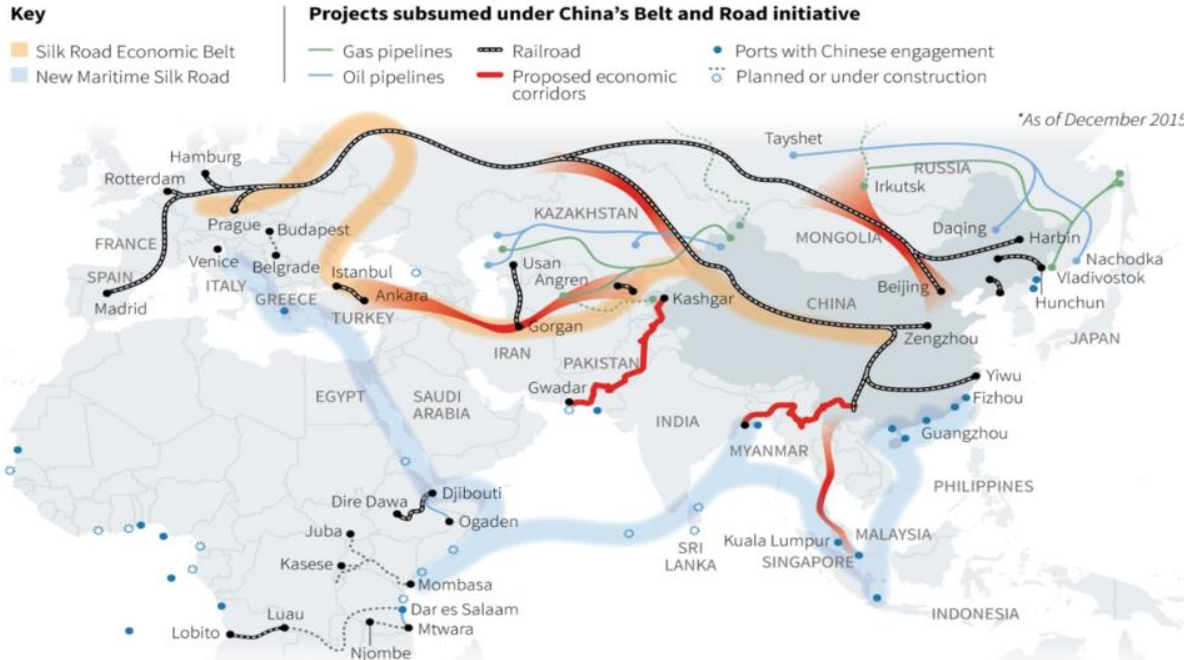 Key
Silk Road Economic Belt
New Maritime Silk Road
Projects subsumed under China's Belt and Road initiative
Gas pipelines
Oil pipelines
Railroad
Proposed economic
corridors
Ports with Chinese engagement
Planned or under construction
*As of December 2015
Tayshet
Hamburg
RUSSIA
Rotterdam
Irkutsk
Prague
KAZAKHSTAN
Budapest
MONGOLIA
Daqing
Harbin
FRANCE
Venice
Belgrade
Istanbul
Usan
Nachodka
SPAIN
ITALY
GREECE
Ankara
Angren
Kashgar
Beijing
Vladivostok
Madrid
TURKEY
CHINA
Hunchun
Gorgan
Zengzhou
JAPAN
IRAN
PAKISTAN
Gwadar
Yiwu
EGYPT
SAUDI
ARABIA
Fizhou
INDIA
Guangzhou
MYANMAR
PHILIPPINES
Dire Dawa
Djibouti
Ogaden
Juba
MALAYSIA
Kuala Lumpur
SRI
LANKA
SINGAPORE
Kasese
Mombasa
Luau
Dar es Salaam
INDONESIA
Lobito
Mtwara
Njombe